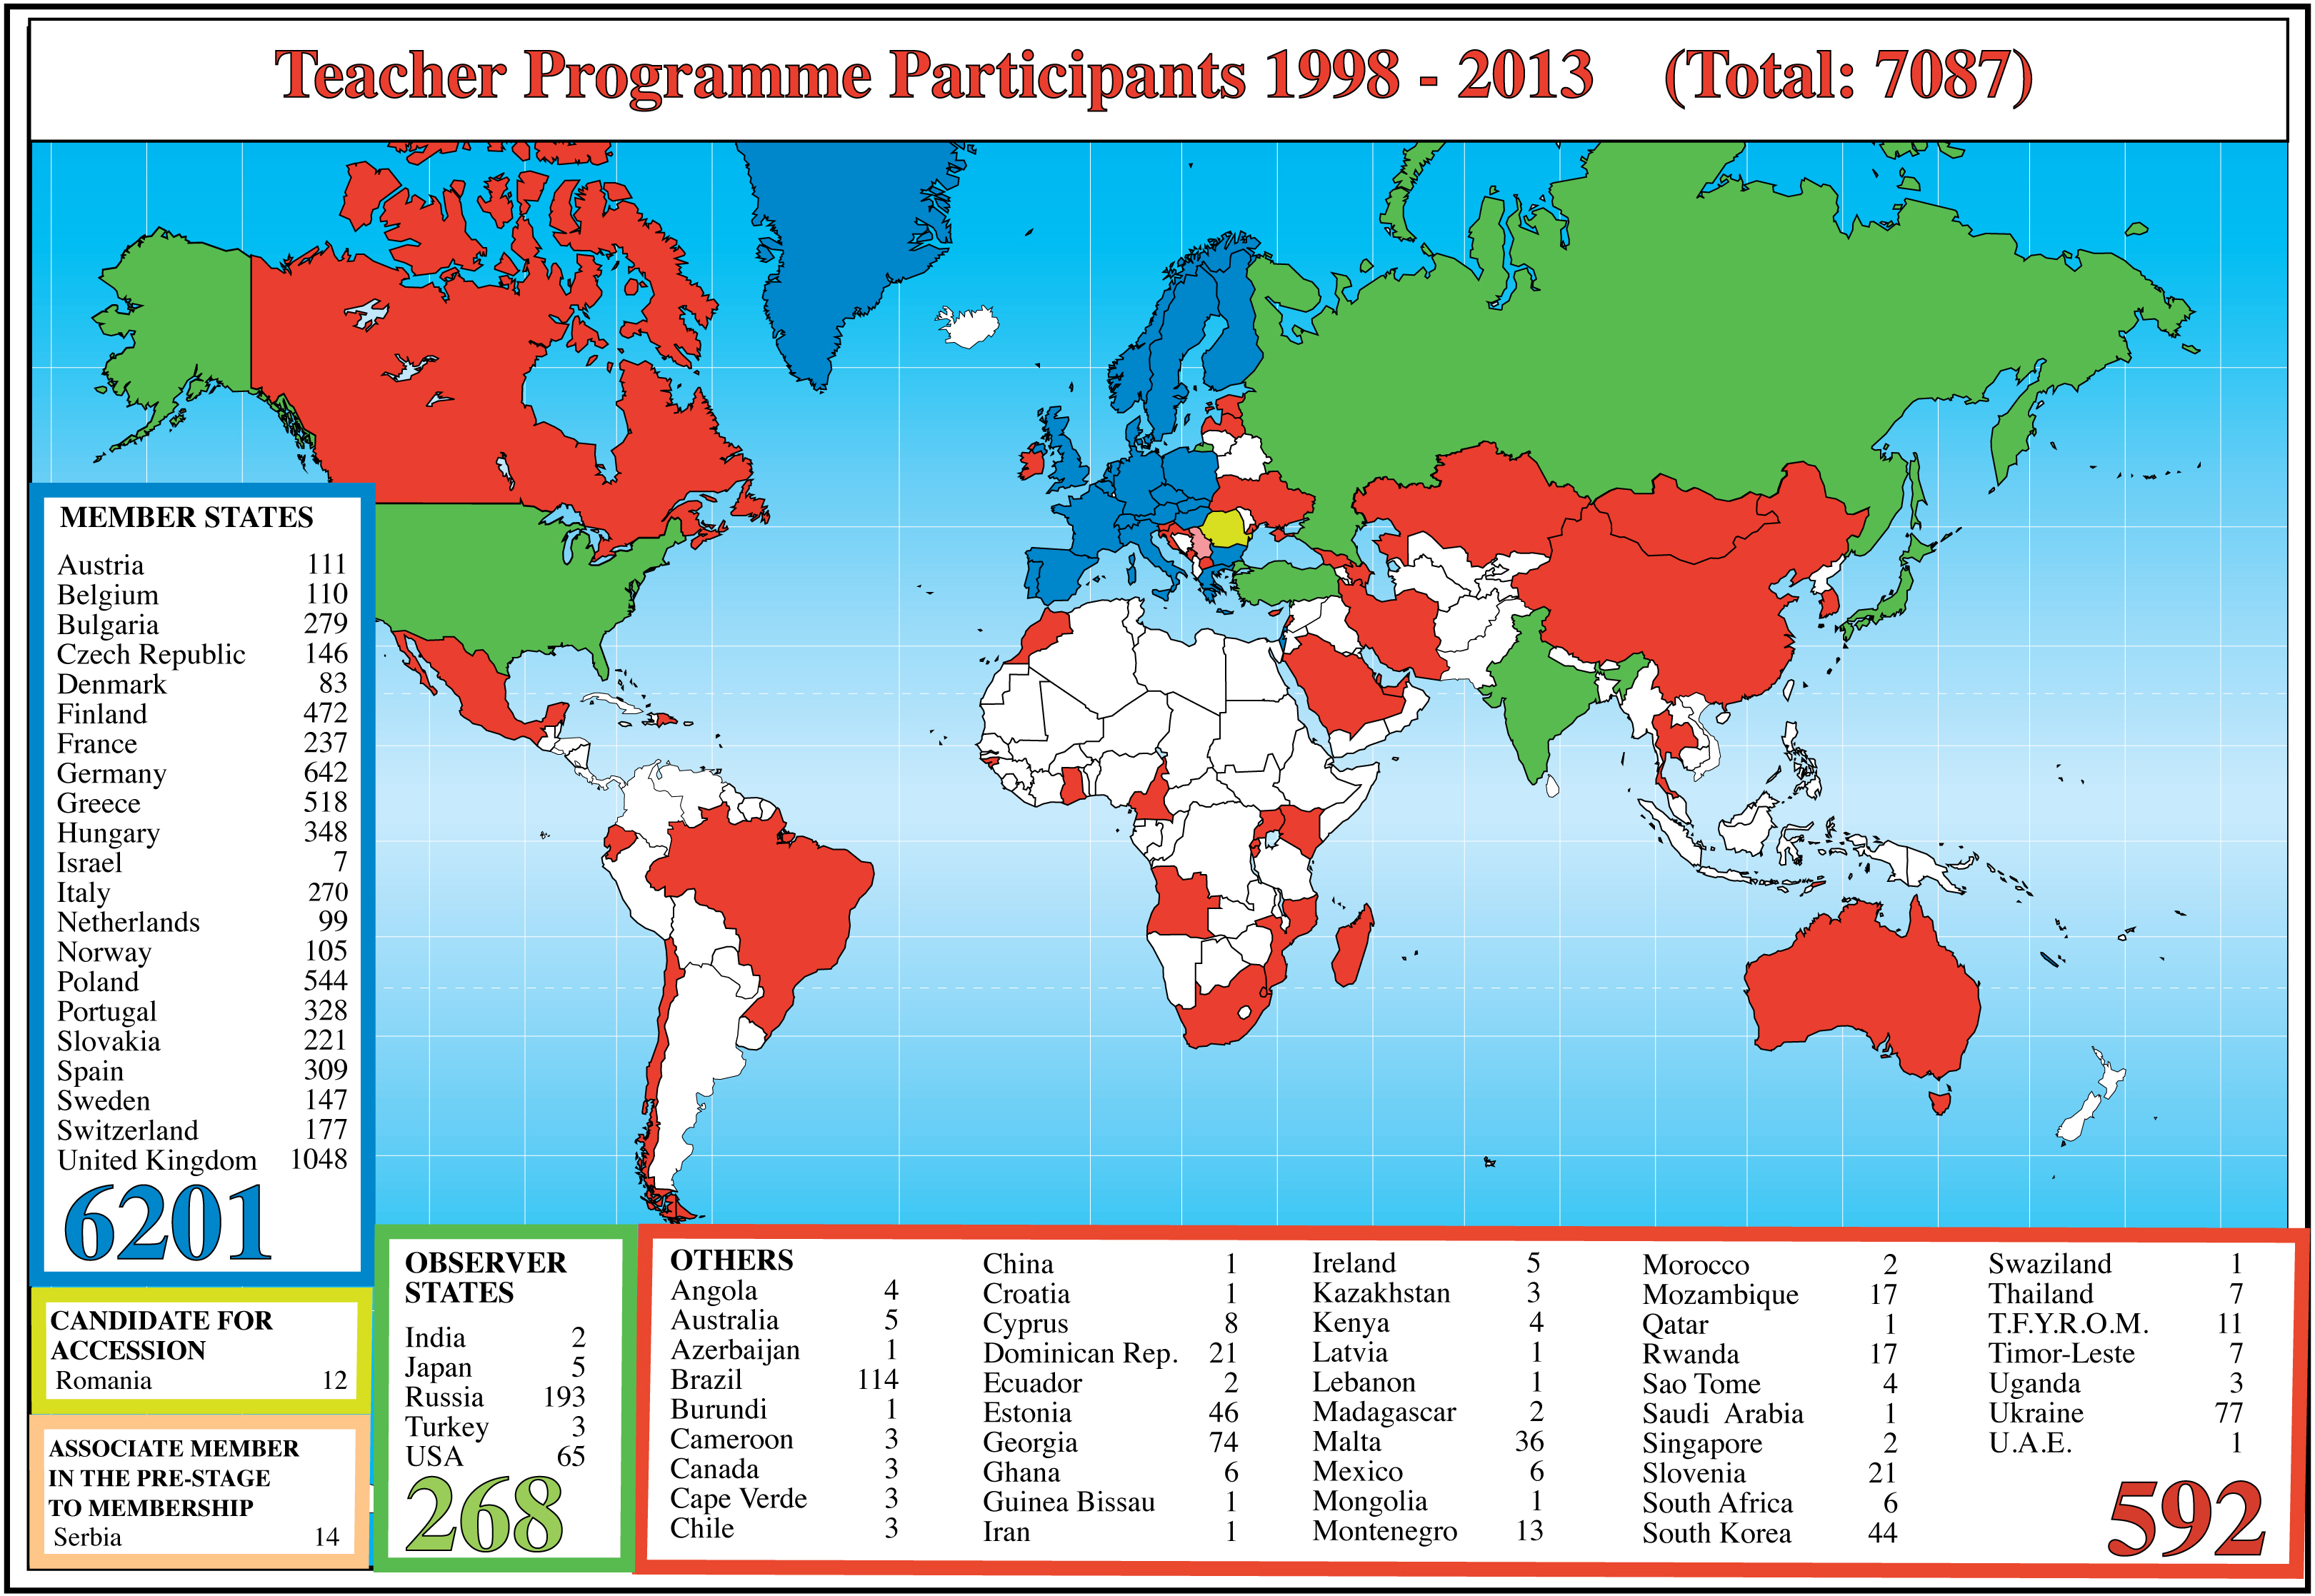 Teacher Programme Participants 1998 - 2013 (Total: 7087)
MEMBER STATES
Austria 111
Belgium 110
Bulgaria 279
Czech Republic 146
Denmark 83
Finland 472
France 237
Germany 642
Greece 518
Hungary 348
Israel 7
Italy 270
Netherlands 99
Norway 105
Poland 544
Portugal 328
Slovakia 221
Spain 309
Sweden 147
Switzerland 177
United Kingdom 1048
6201
CANDIDATE FOR
ACCESSION
Romania 12
ASSOCIATE MEMBER
IN THE PRE-STAGE
TO MEMBERSHIP
Serbia 14
OBSERVER
STATES
India 2
Japan 5
Russia 193
Turkey 3
USA 65
268
OTHERS
Angola 4
Australia 5
Azerbaijan 1
Brazil 114
Burundi 1
Cameroon 3
Canada 3
Cape Verde 3
Chile 3
China 1
Croatia 1
Cyprus 8
Dominican Rep. 21
Ecuador 2
Estonia 46
Georgia 74
Ghana 6
Guinea Bissau 1
Iran 1
Ireland 5
Kazakhstan 3
Kenya 4
Latvia 1
Lebanon 1
Madagascar 2
Malta 36
Mexico 6
Mongolia 1
Montenegro 13
Morocco 2
Mozambique 17
Qatar 1
Rwanda 17
Sao Tome 4
Saudi Arabia 1
Singapore 2
Slovenia 21
South Africa 6
South Korea 44
Swaziland 1
Thailand 7
T.F.Y.R.O.M. 11
Timor-Leste 7
Uganda 3
Ukraine 77
U.A.E. 1
592